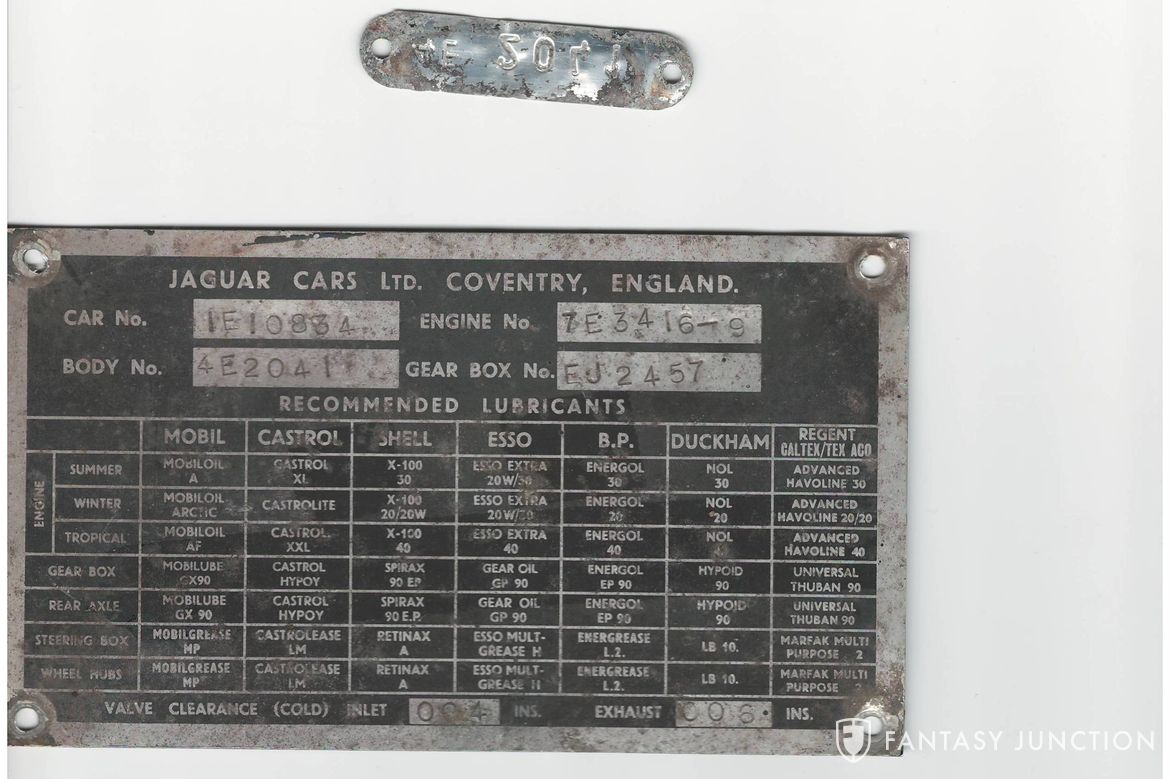 JAGUAR CARS LTD. COVENTRY, ENGLAND.
CAR No. 1E10834 ENGINE No. 7E3416-9
BODY No. 4E20411 GEAR BOX No. EJ2457
RECOMMENDED LUBRICANTS
MOBIL CASTROL SHELL ESSO B.P. DUCKHAM REGENT CALTEX/TEX ACO
ENGINE
SUMMER MOBILOIL A CASTROL XL X-100 30 ESSO EXTRA 20W/30 ENERGOL 30 NOL 30 ADVANCED HAVOLINE 30
WINTER MOBILOIL ARCTIC CASTROLITE X-100 20/20W ESSO EXTRA 20W/30 ENERGOL 20 NOL 20 ADVANCED HAVOLINE 20/20
TROPICAL MOBILOIL AF CASTROL XXL X-100 40 ESSO EXTRA 40 ENERGOL 40 NOL ADVANCED HAVOLINE 40
GEAR BOX MOBILUBE GX90 CASTROL HYPOY SPIRAX 90 EP GEAR OIL GP 90 ENERGOL EP 90 HYPOID 90 UNIVERSAL THUBAN 90
REAR AXLE MOBILUBE GX 90 CASTROL HYPOY SPIRAX 90 E.P. GEAR OIL GP 90 ENERGOL EP 90 HYPOID 90 UNIVERSAL THUBAN 90
STEERING BOX MOBILGREASE MP CASTROLEASE LM RETINAX A ESSO MULT-GREASE H ENERGREASE L.2. LB 10. MARFAK MULTI PURPOSE 2
WHEEL HUBS MOBILGREASE MP CASTROLEASE LM RETINAX A ESSO MULT-GREASE H ENERGREASE L.2. LB 10. MARFAK MULTI PURPOSE 2
VALVE CLEARANCE (COLD) INLET 004 INS. EXHAUST 006 INS.
FANTASY JUNCTION